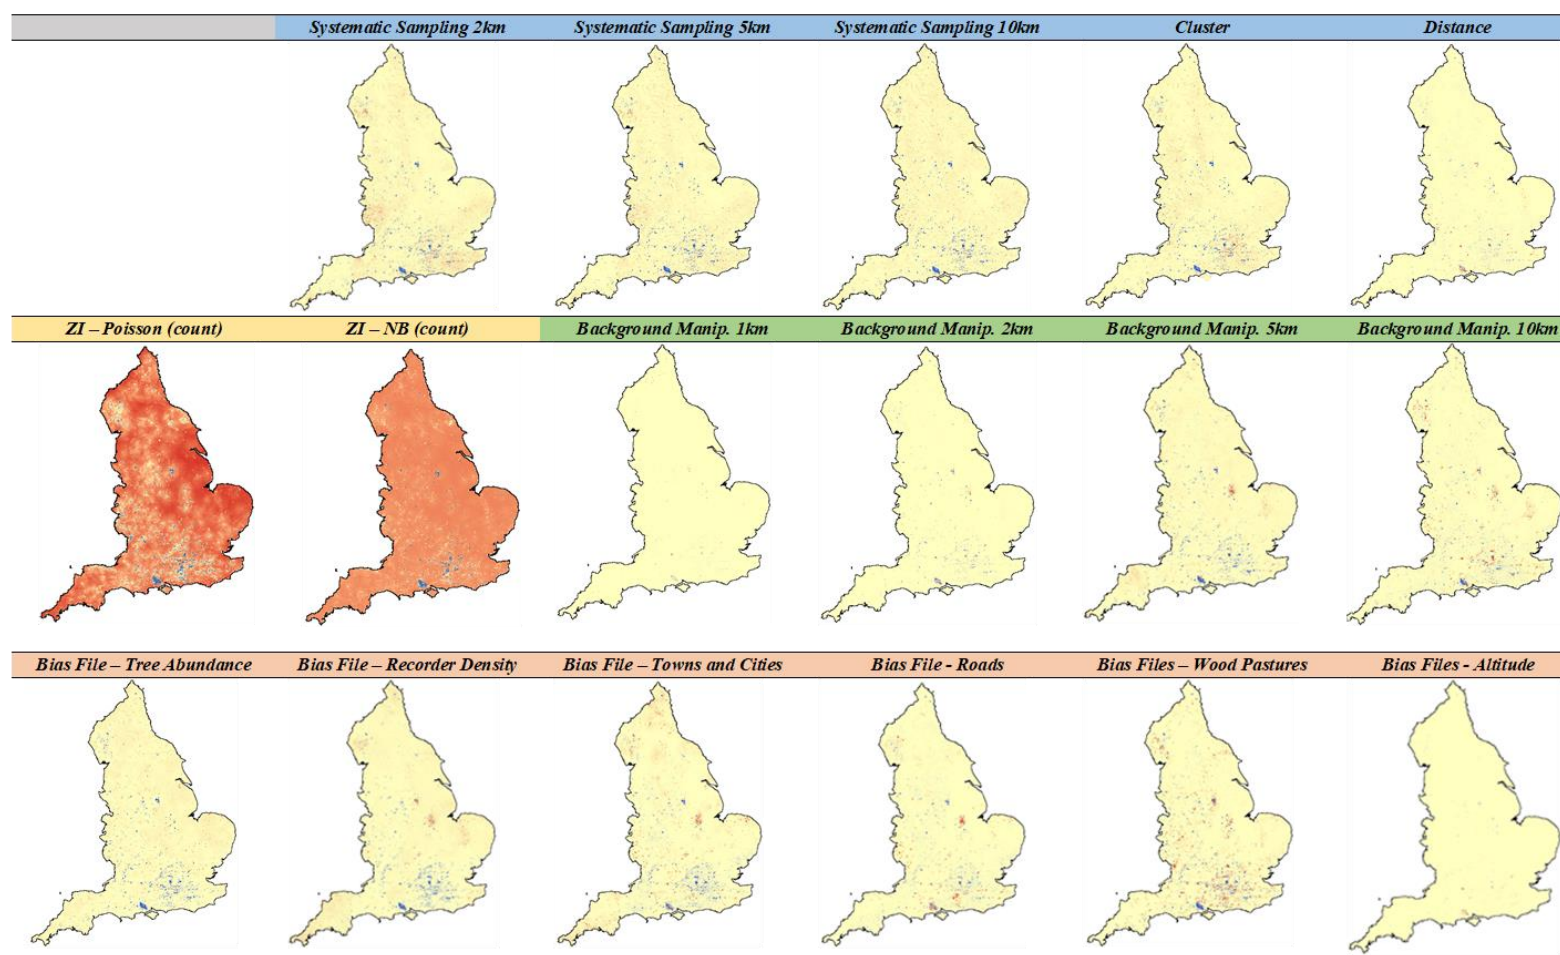 Systematic Sampling 2km Systematic Sampling 5km Systematic Sampling 10km Cluster Distance
ZI – Poisson (count) ZI – NB (count) Background Manip. 1km Background Manip. 2km Background Manip. 5km Background Manip. 10km
Bias File – Tree Abundance Bias File – Recorder Density Bias File – Towns and Cities Bias File - Roads Bias Files – Wood Pastures Bias Files - Altitude